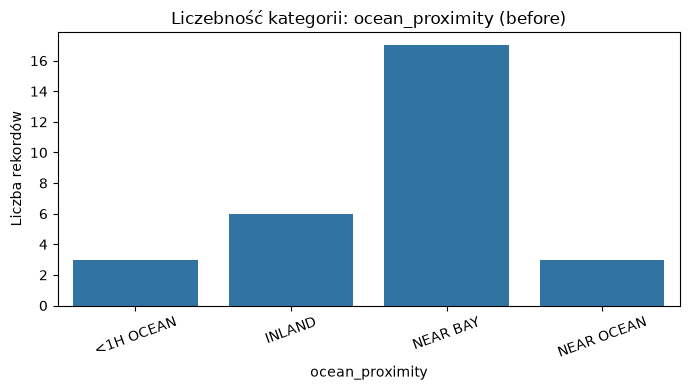 Liczebność kategorii: ocean_proximity (before)
Liczba rekordów
16
14
12
10
8
6
4
2
0
<1H OCEAN
INLAND
NEAR BAY
NEAR OCEAN
ocean_proximity